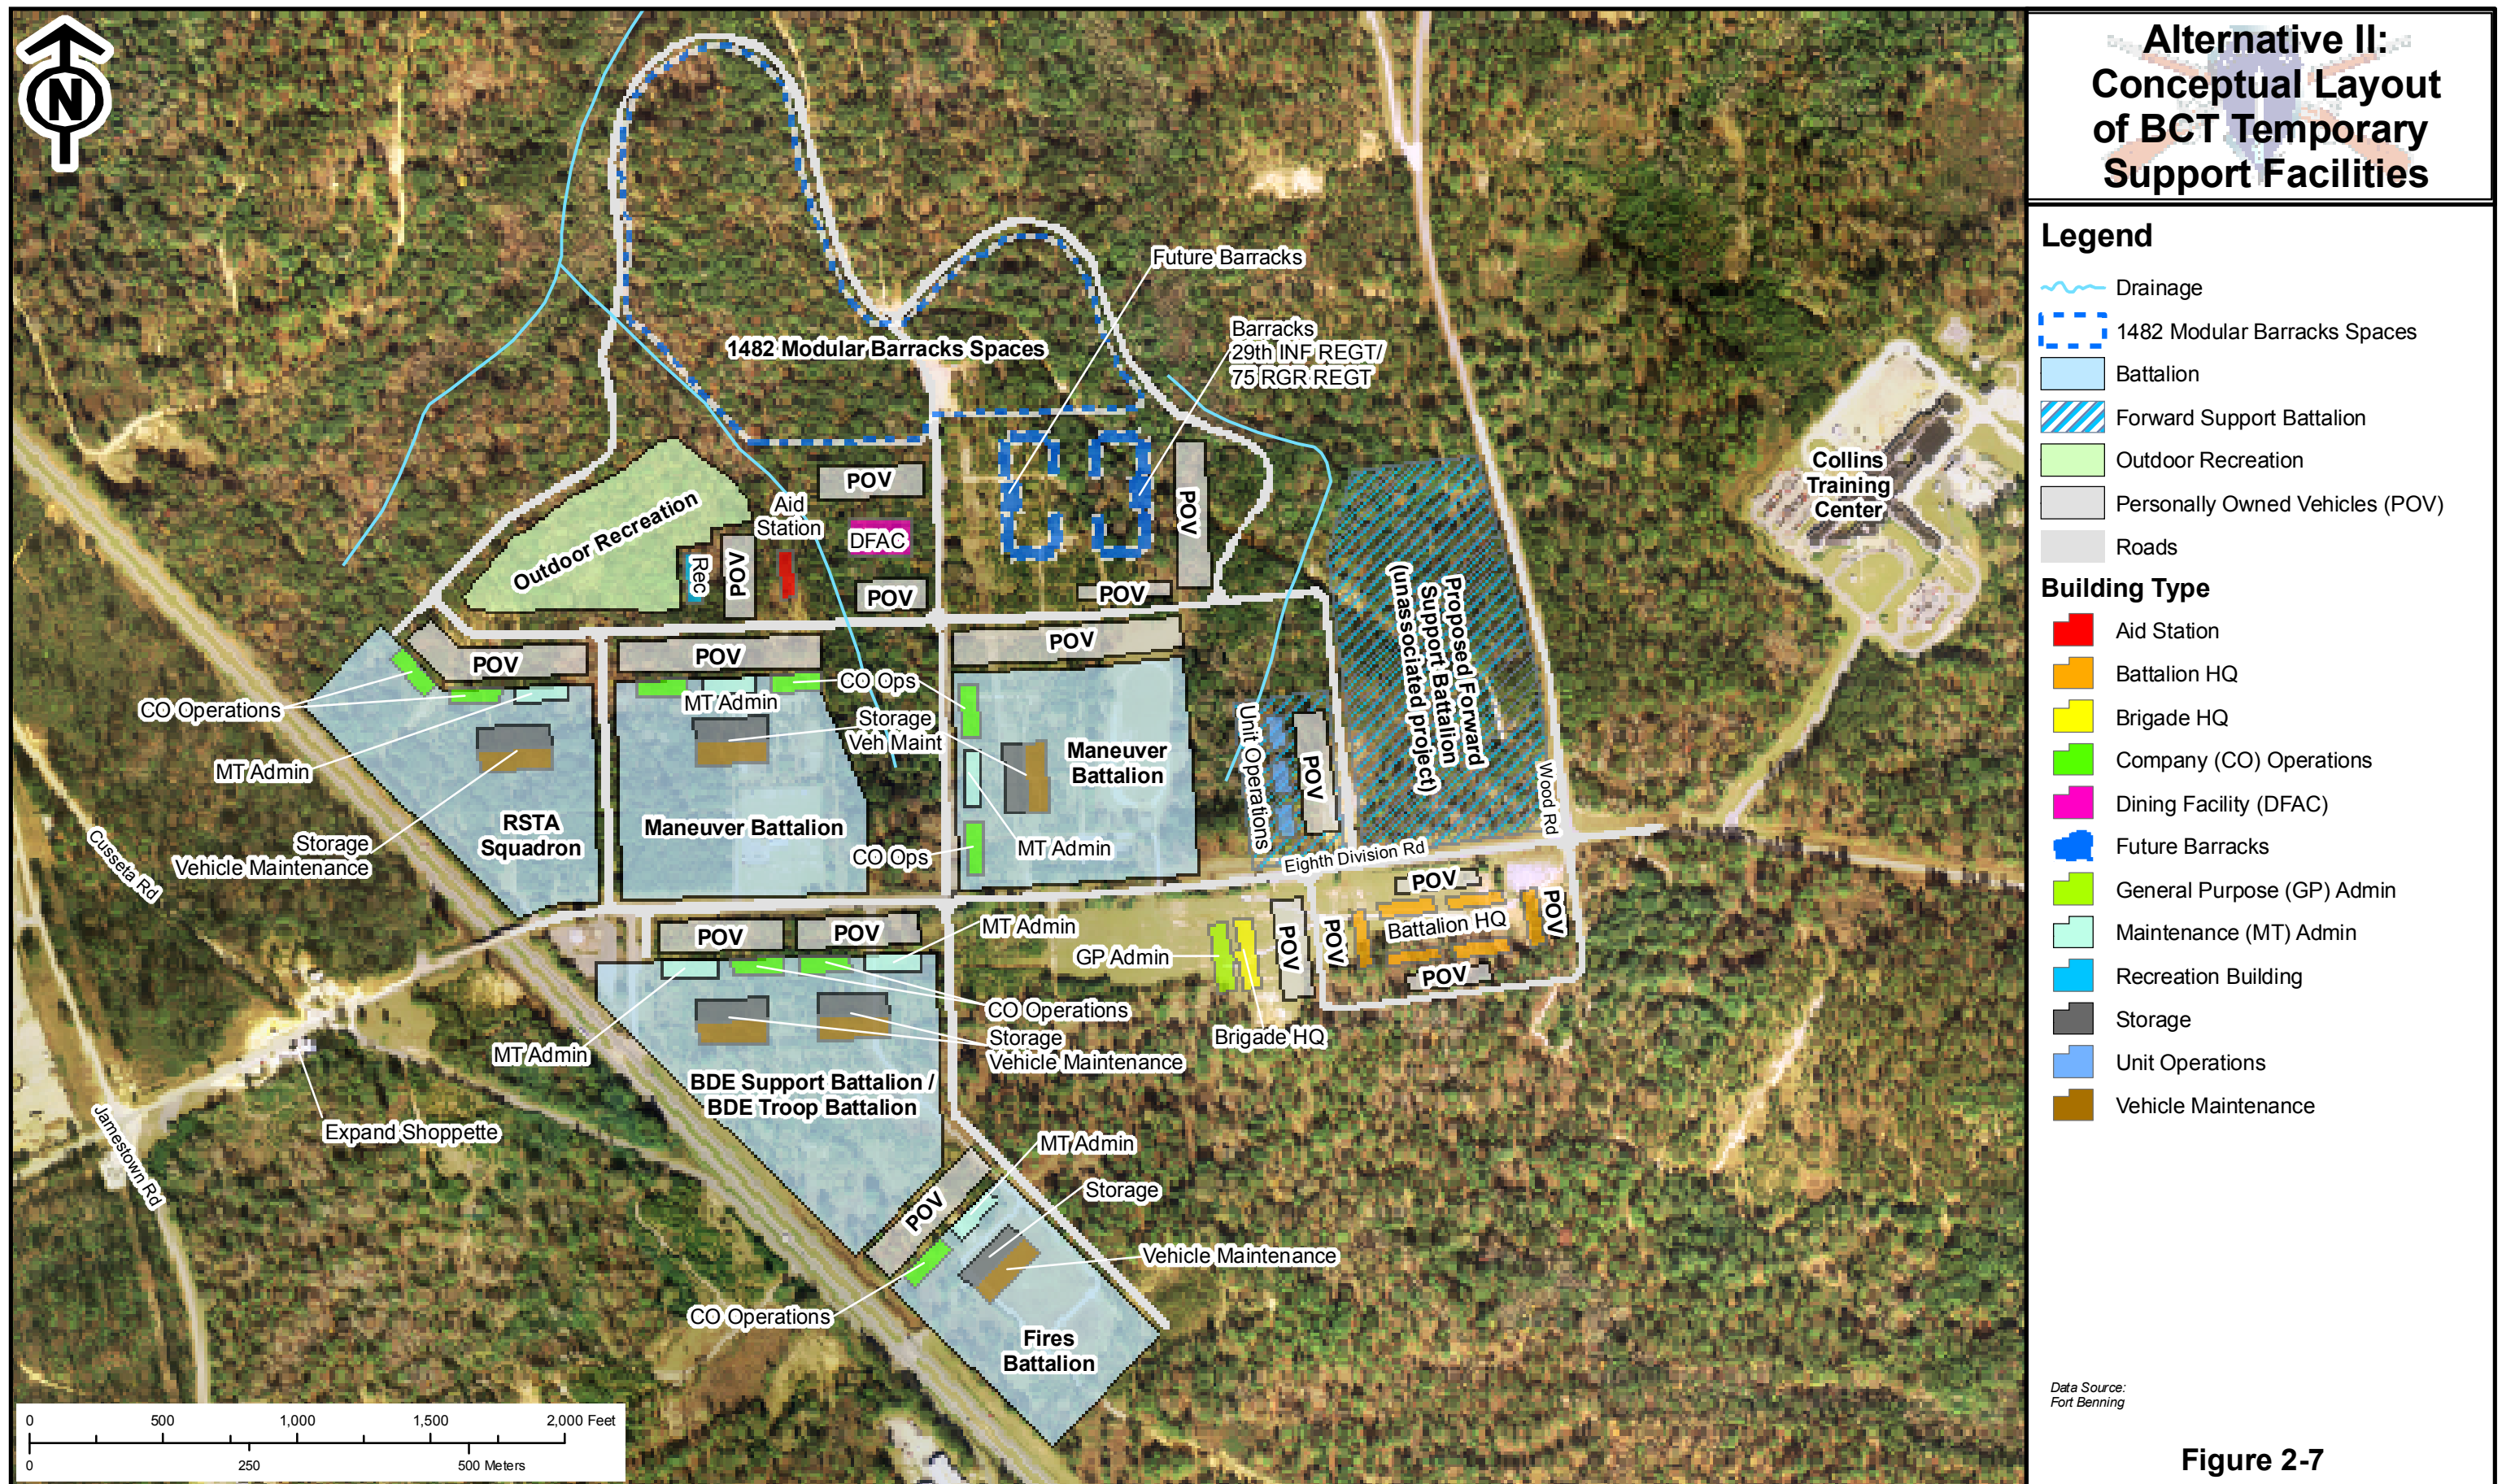 Alternative II:
Conceptual Layout
of BCT Temporary
Support Facilities
N
Future Barracks
Barracks
29th INF REGT/
75 RGR REGT
1482 Modular Barracks Spaces
Collins
Training
Center
POV
Aid
Station
POV
Outdoor Recreation
DFAC
Rec
POV
POV
POV
Proposed Forward
Support Battalion
(unassociated project)
POV
POV
POV
CO Ops
CO Operations
MT Admin
Storage
Veh Maint
Maneuver
Battalion
Unit Operations
POV
MT Admin
Wood Rd
RSTA
Squadron
Maneuver Battalion
Storage
Vehicle Maintenance
CO Ops
MT Admin
Eighth Division Rd
Cusseta Rd
POV
POV
POV
MT Admin
GP Admin
POV
POV
Battalion HQ
POV
POV
CO Operations
Storage
Vehicle Maintenance
Brigade HQ
MT Admin
BDE Support Battalion /
BDE Troop Battalion
Expand Shoppette
Jamestown Rd
MT Admin
Storage
POV
Vehicle Maintenance
CO Operations
Fires
Battalion
0 500 1,000 1,500 2,000 Feet
0 250 500 Meters
Legend
Drainage
1482 Modular Barracks Spaces
Battalion
Forward Support Battalion
Outdoor Recreation
Personally Owned Vehicles (POV)
Roads
Building Type
Aid Station
Battalion HQ
Brigade HQ
Company (CO) Operations
Dining Facility (DFAC)
Future Barracks
General Purpose (GP) Admin
Maintenance (MT) Admin
Recreation Building
Storage
Unit Operations
Vehicle Maintenance
Data Source:
Fort Benning
Figure 2-7